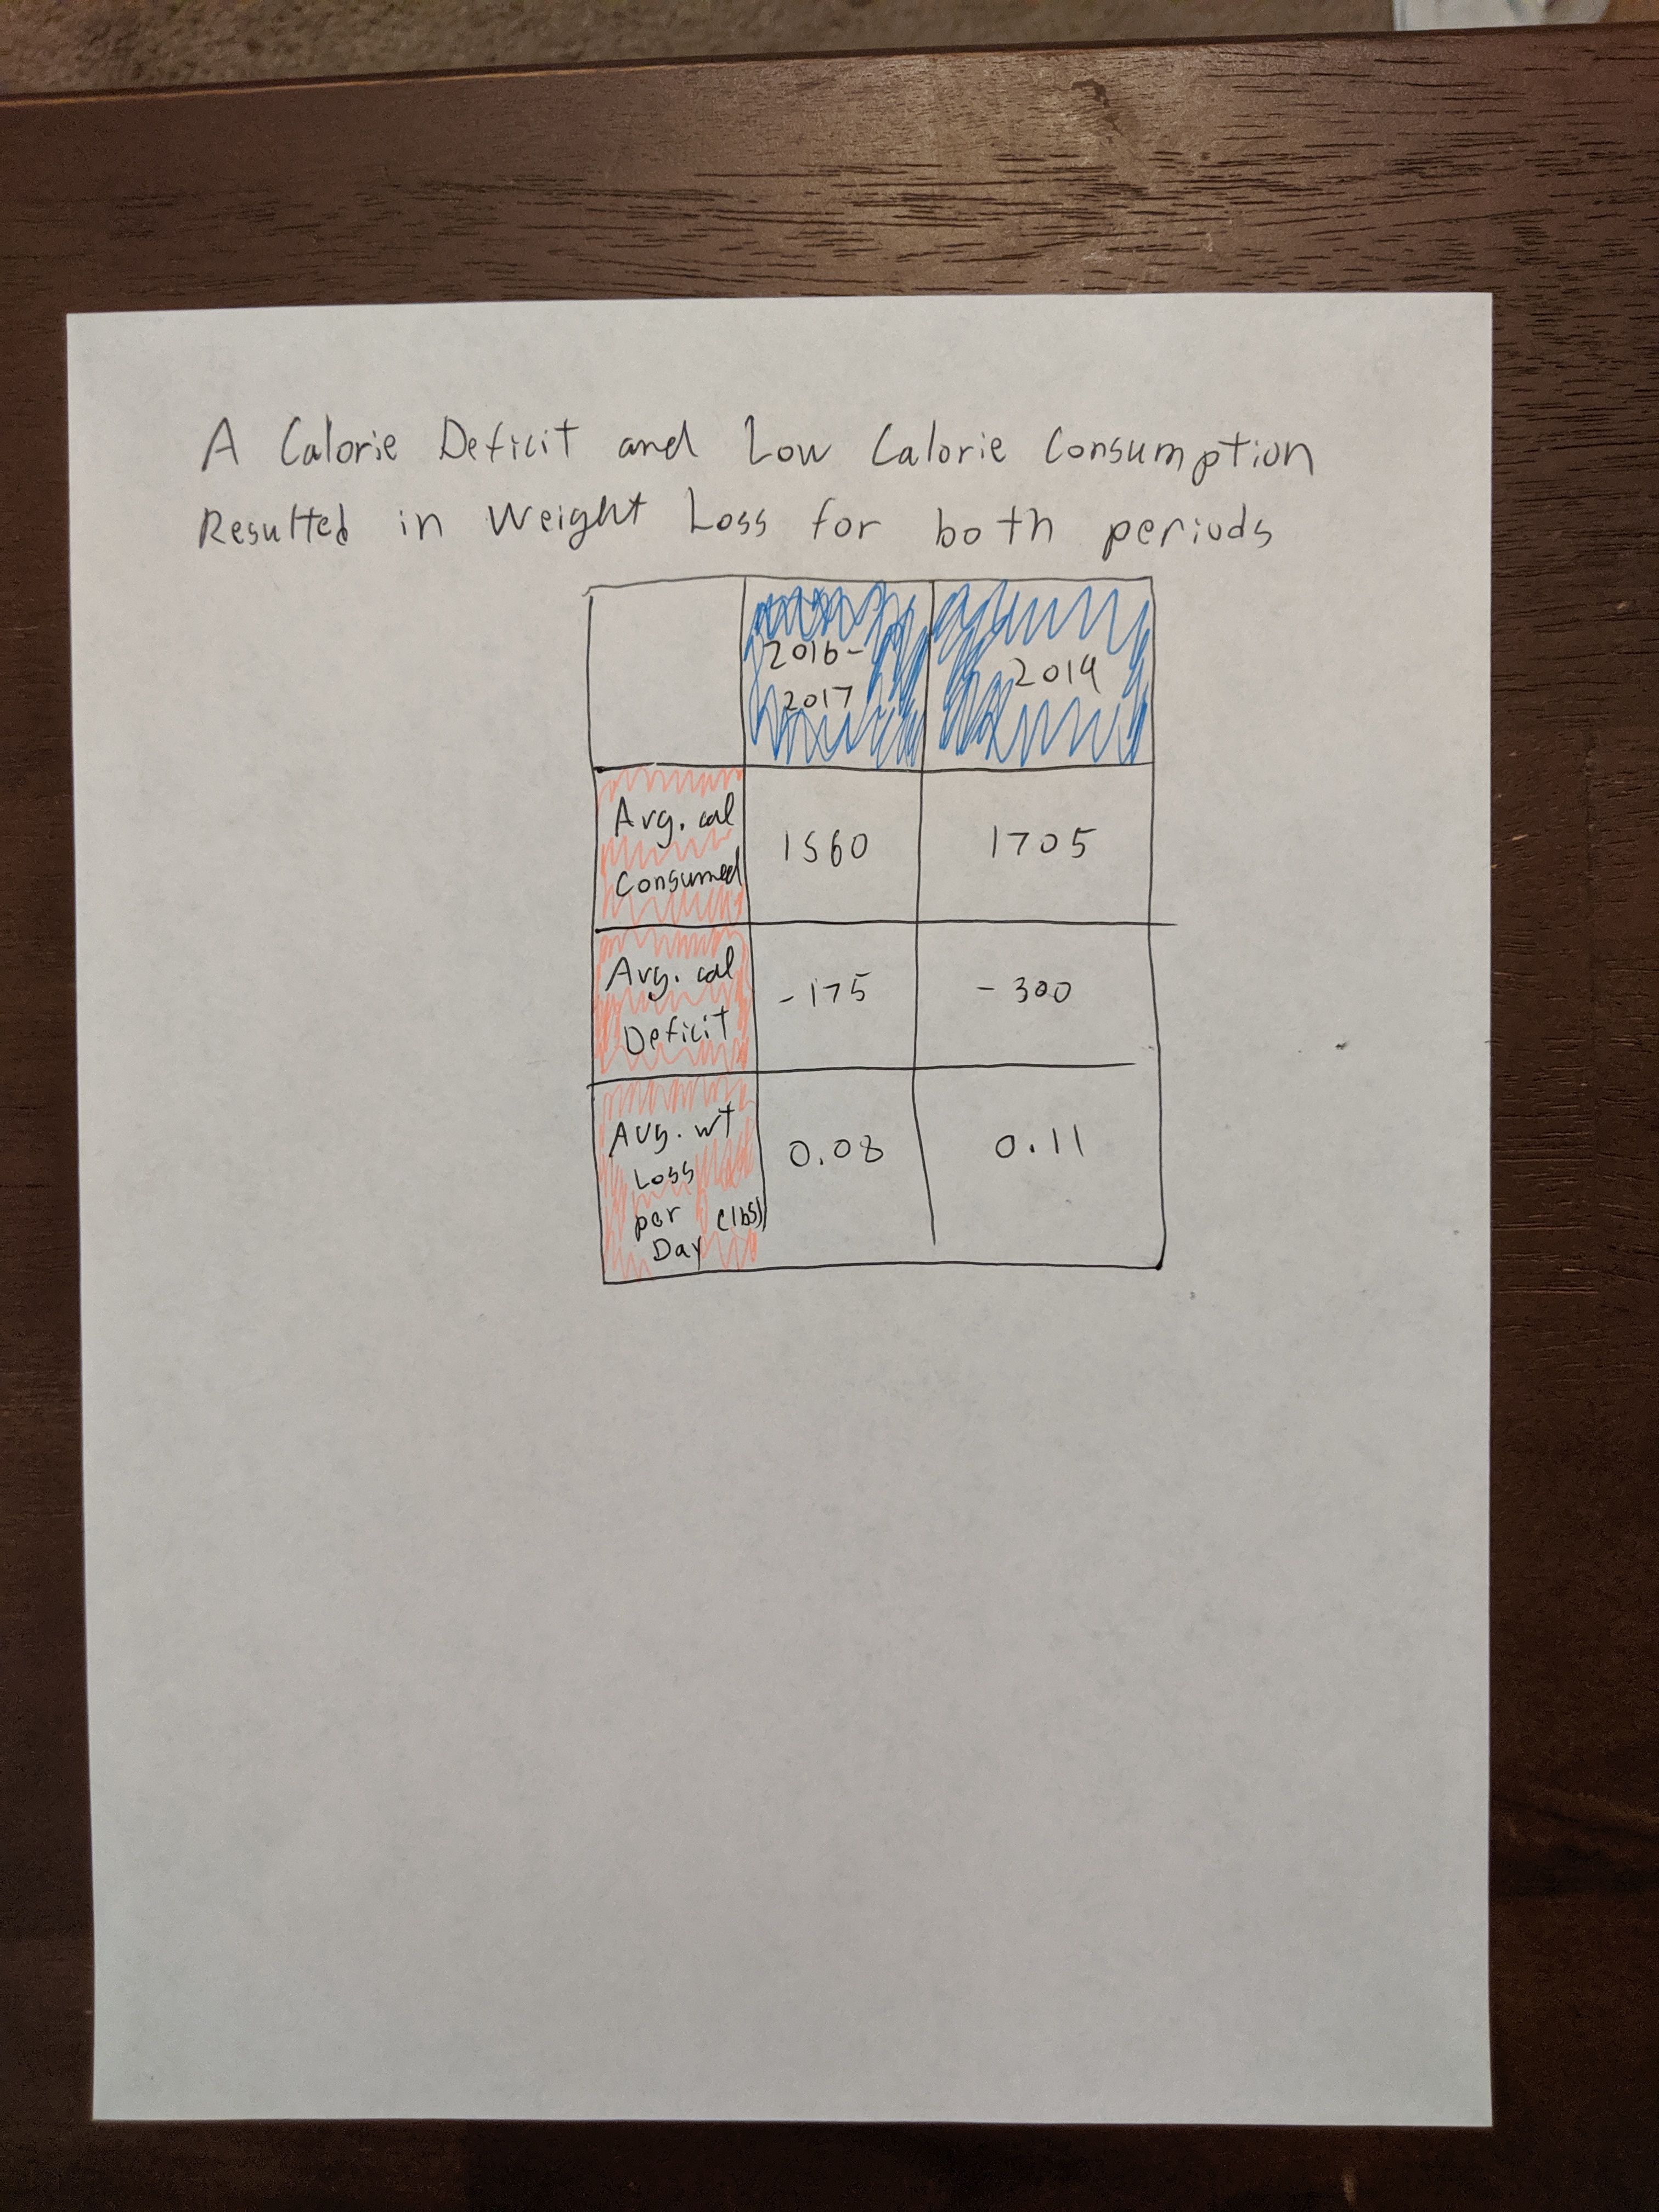 A Calorie Deficit and Low Calorie Consumption
Resulted in Weight Loss for both periods
2016-
2017
2019
Avg. cal
Consumed
1560
1705
Avg. cal
Deficit
-175
-300
Avg. wt
Loss
per (lbs)
Day
0.08
0.11